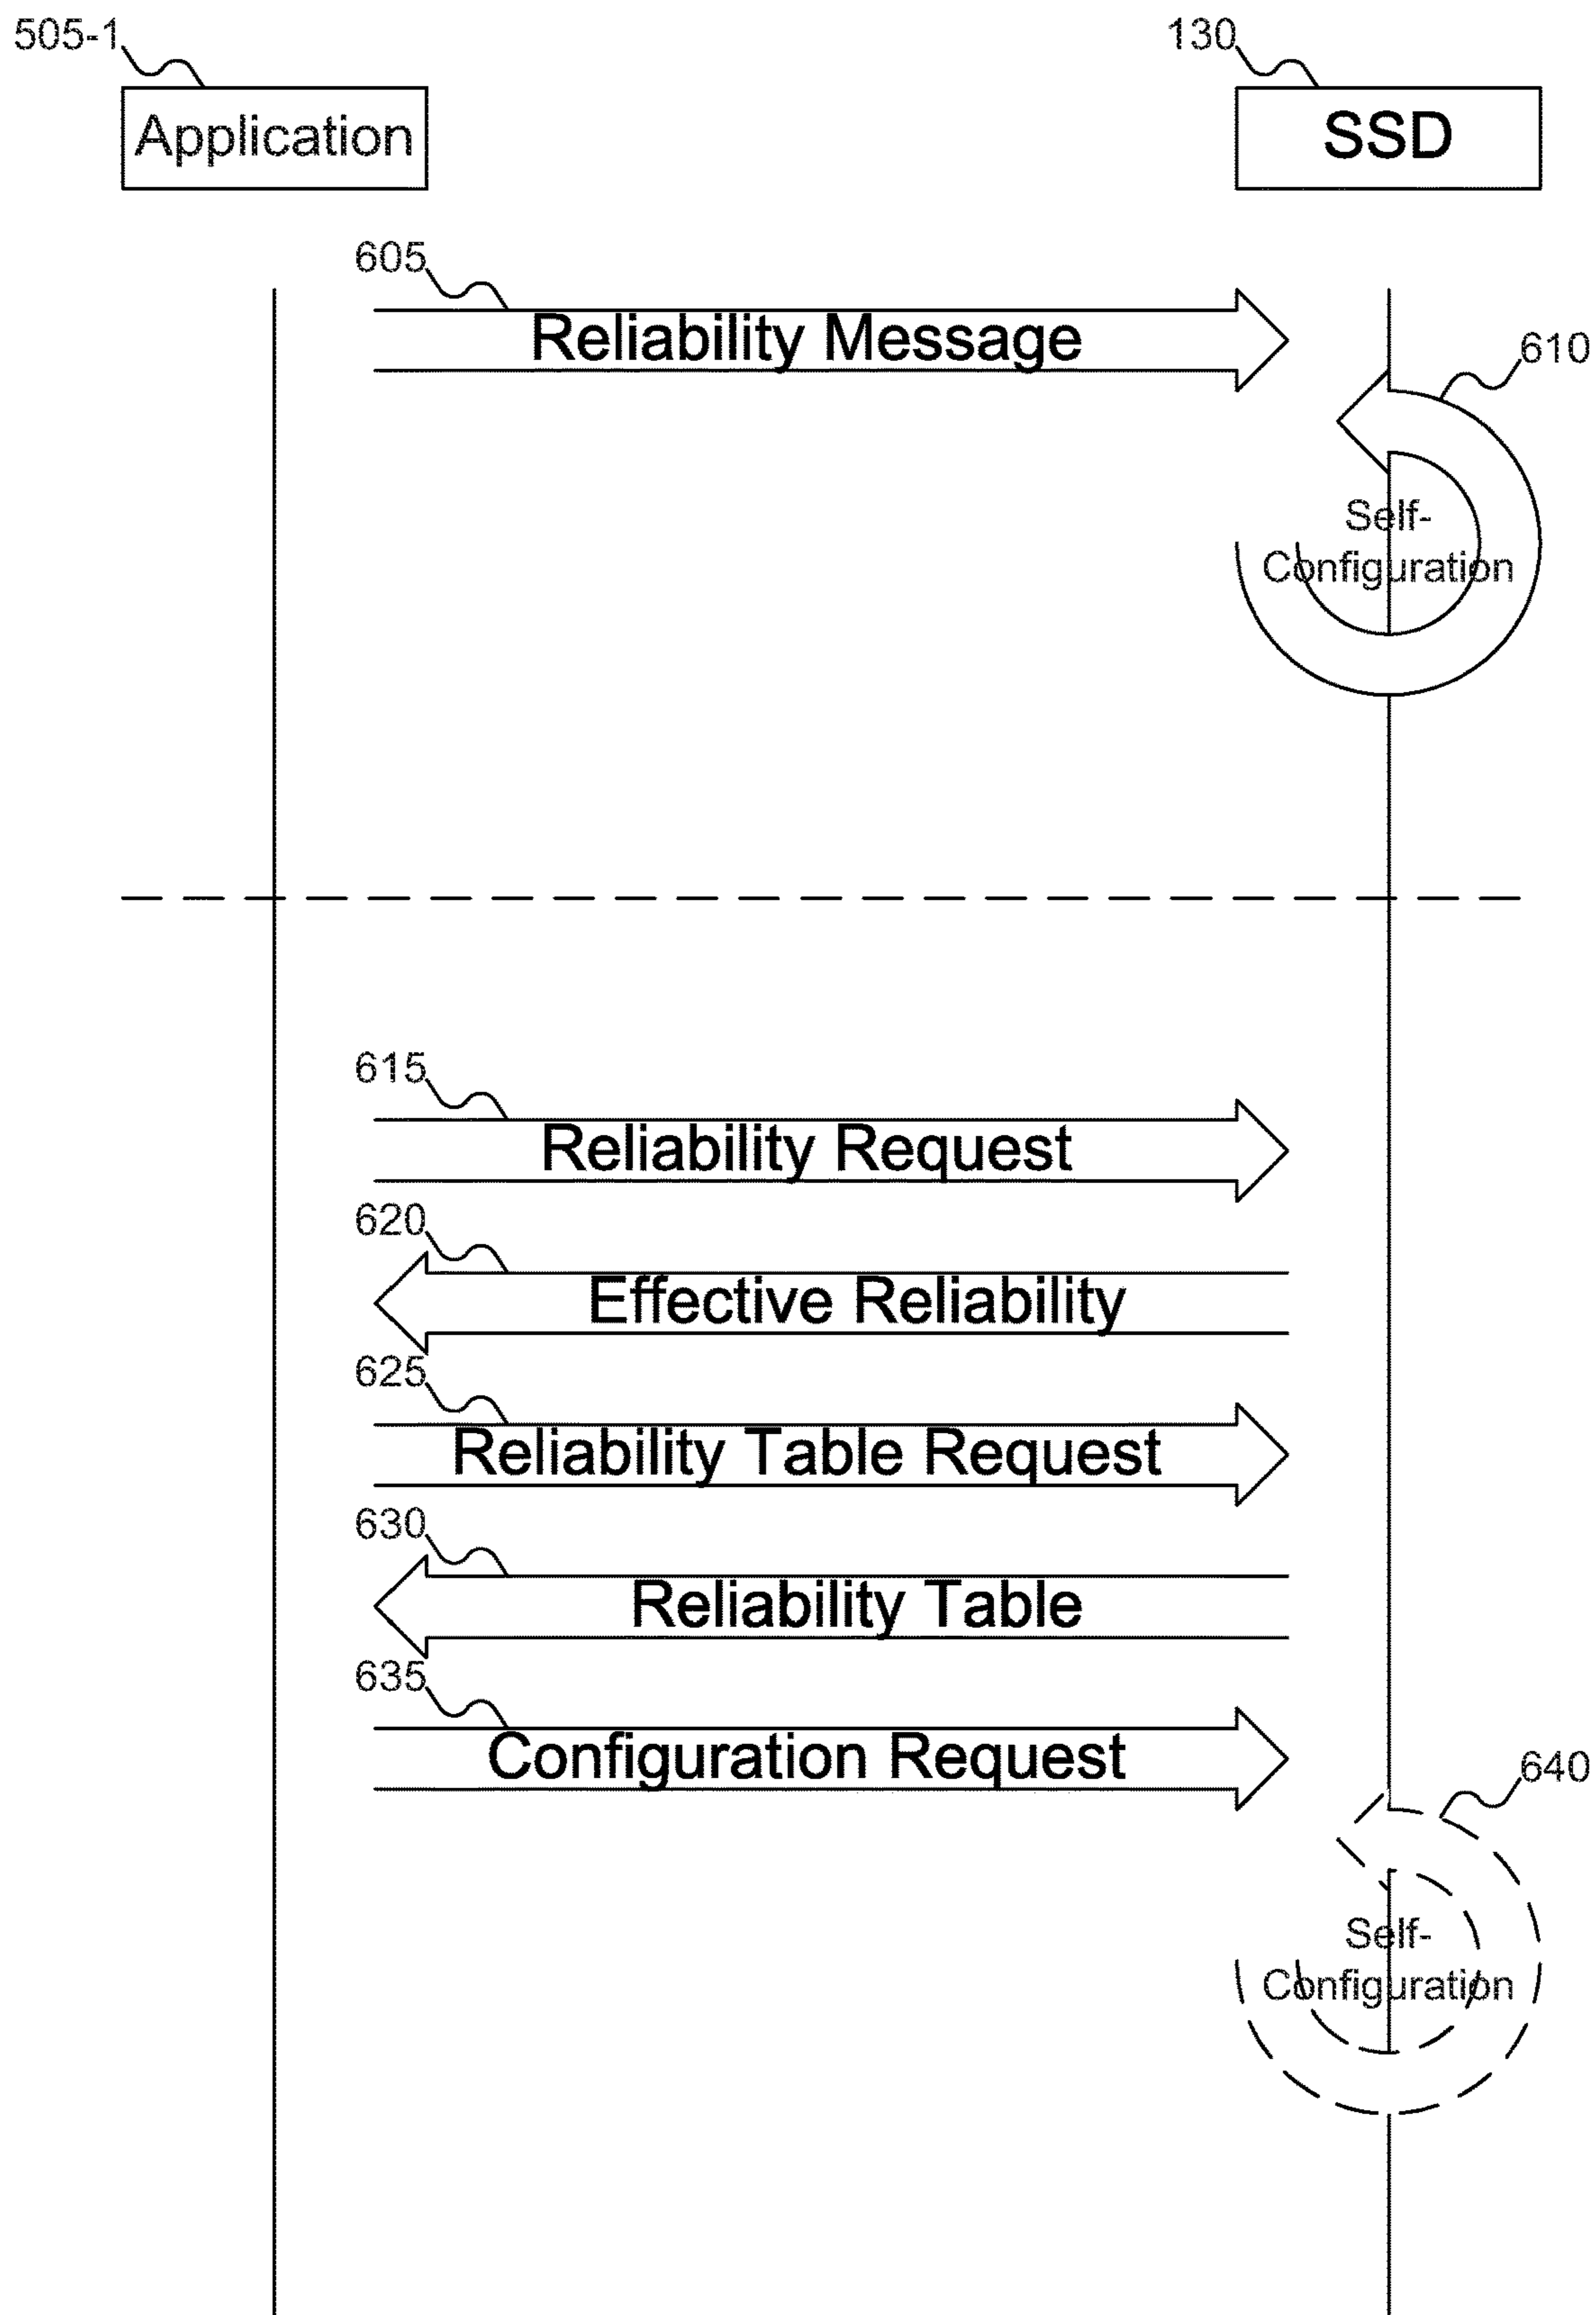 505-1
130
Application
SSD
605
Reliability Message
610
Self-
Configuration
615
Reliability Request
620
Effective Reliability
625
Reliability Table Request
630
Reliability Table
635
Configuration Request
640
Self-
Configuration